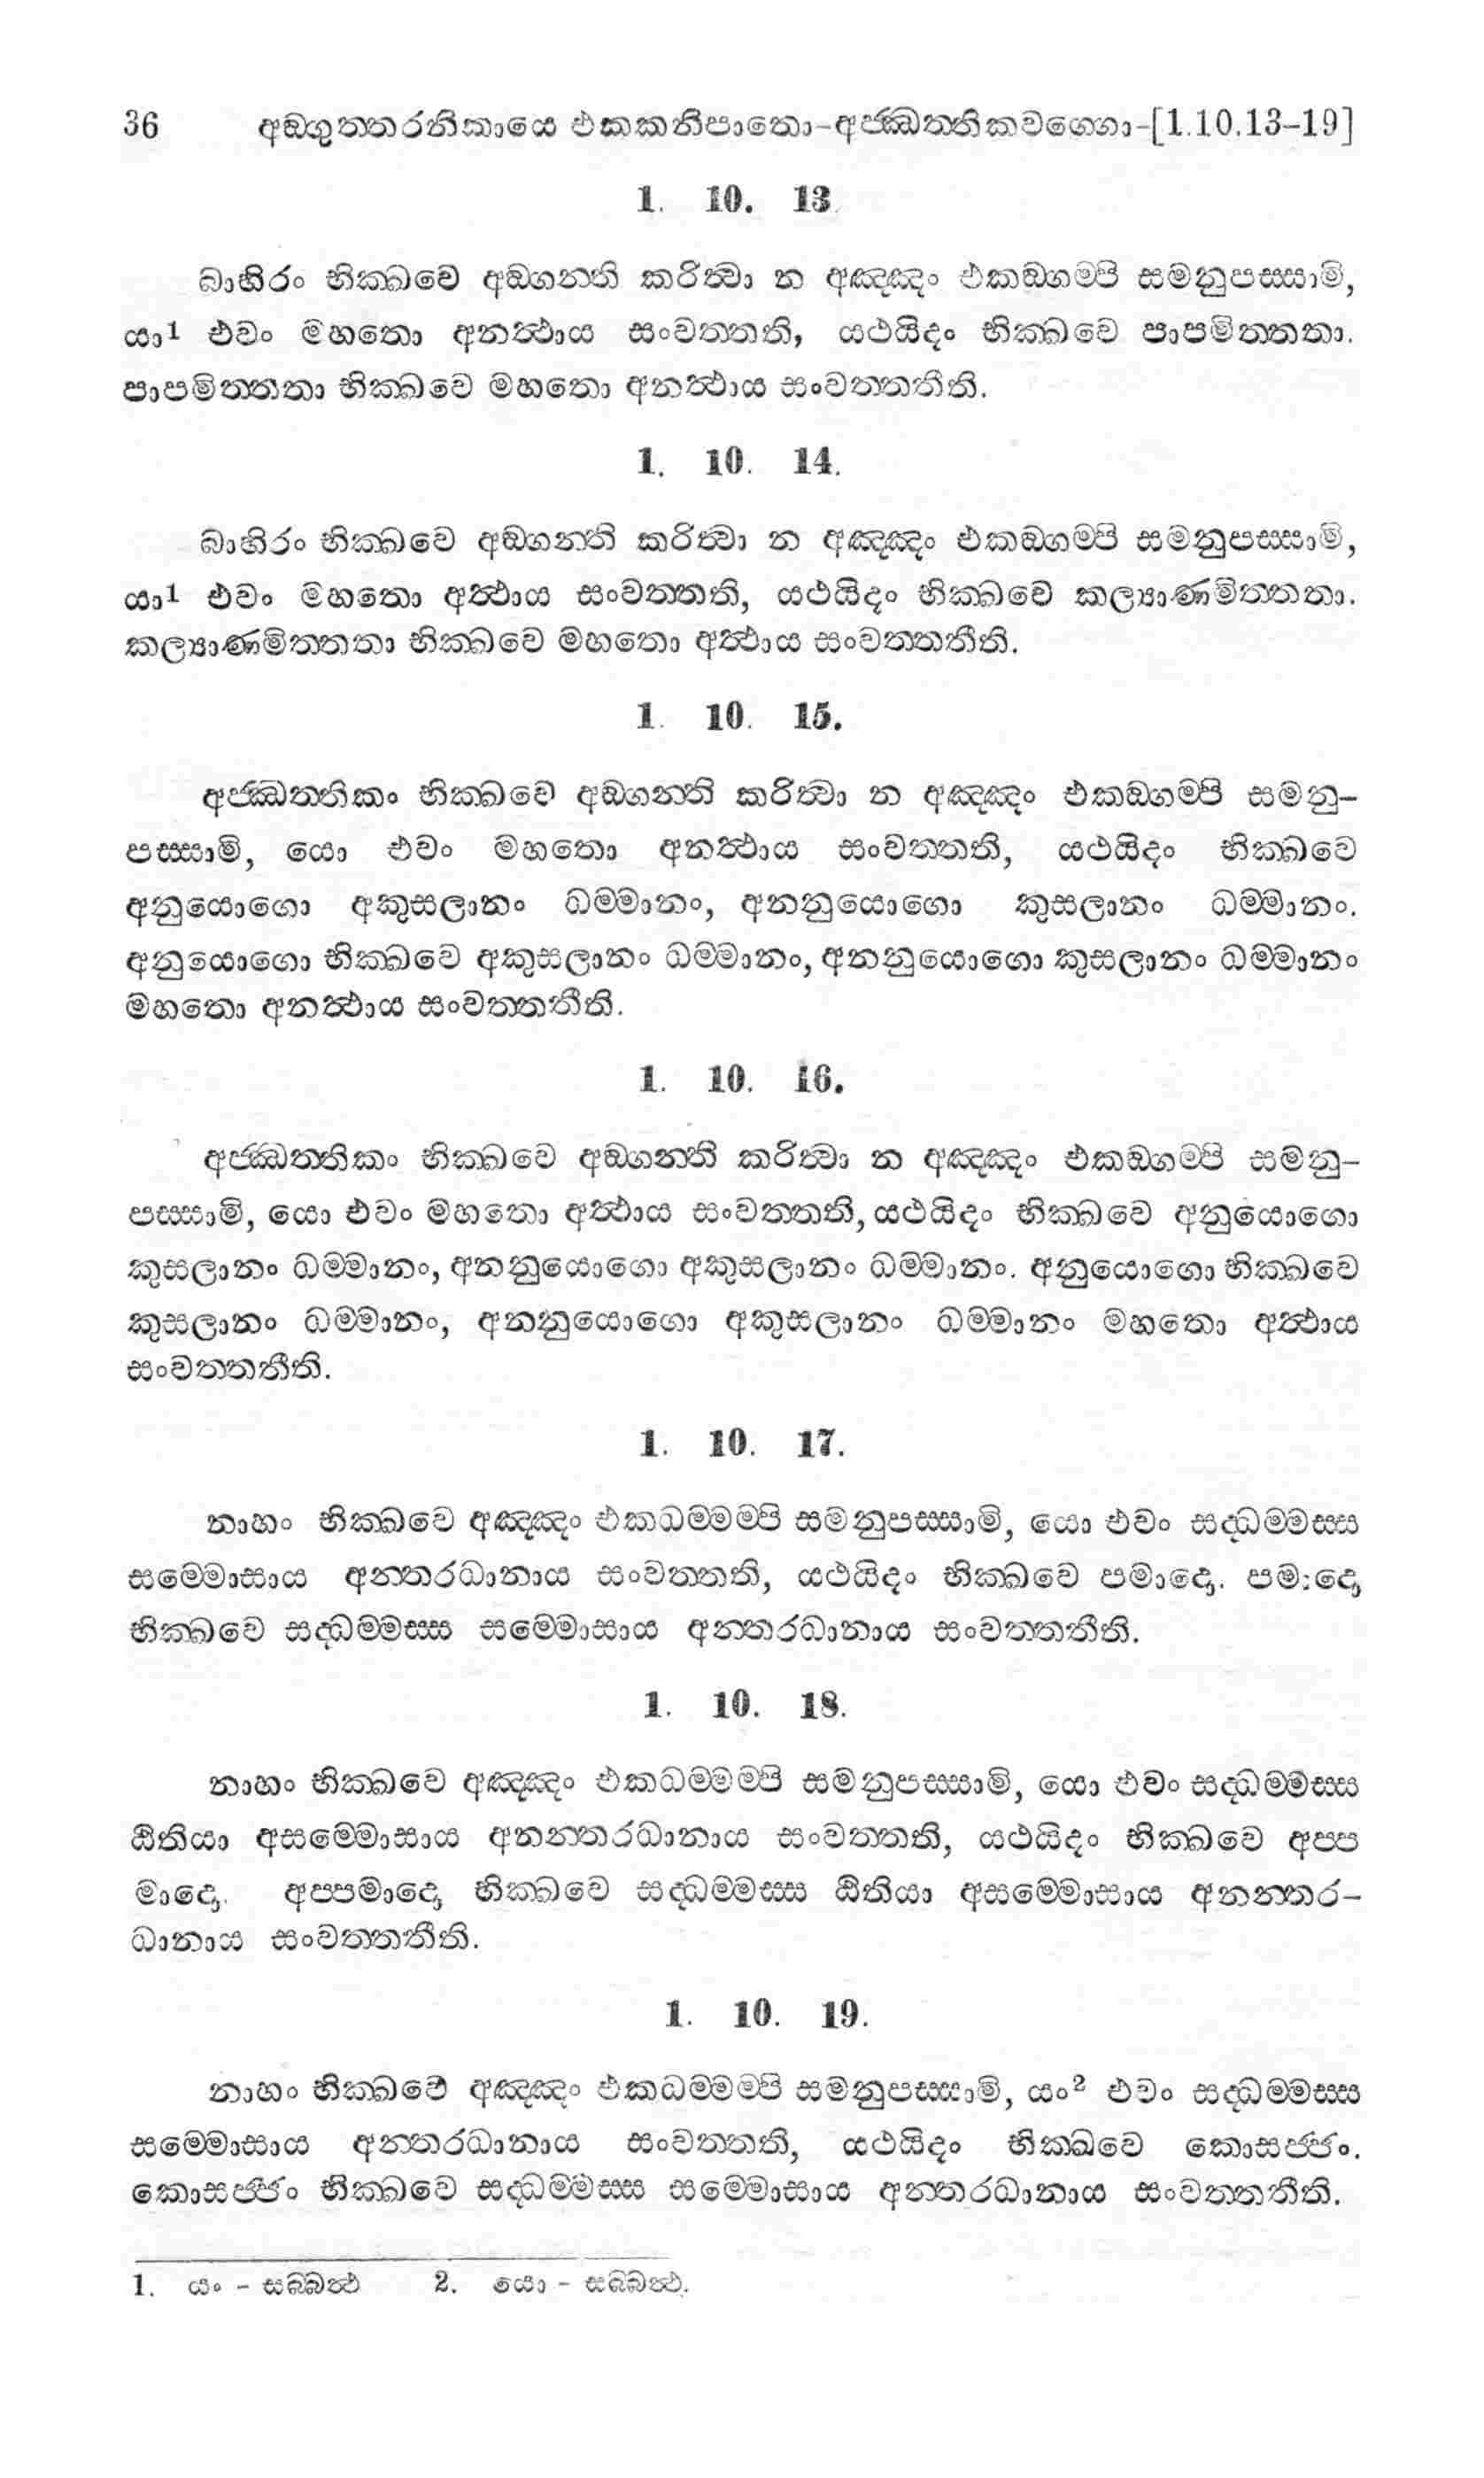 36 අඞ්ගුත්තරනිකායෙ එකකනිපාතො-අජ්ඣත්තිකවග්ගො-[1.10.13-19]
1. 10. 13
බාහිරං භික්ඛවෙ අඞ්ගන්ති කරිත්වා න අඤ්ඤං එකඞ්ගම්පි සමනුපස්සාමි,
යා1 එවං මහතො අනත්ථාය සංවත්තති, යථයිදං භික්ඛවෙ පාපමිත්තතා.
පාපමිත්තතා භික්ඛවෙ මහතො අනත්ථාය සංවත්තතීති.
1. 10. 14.
බාහිරං භික්ඛවෙ අඞ්ගන්ති කරිත්වා න අඤ්ඤං එකඞ්ගම්පි සමනුපස්සාමි,
යා1 එවං මහතො අත්ථාය සංවත්තති, යථයිදං භික්ඛවෙ කල්‍යාණමිත්තතා.
කල්‍යාණමිත්තතා භික්ඛවෙ මහතො අත්ථාය සංවත්තතීති.
1. 10. 15.
අජ්ඣත්තිකං භික්ඛවෙ අඞ්ගන්ති කරිත්වා න අඤ්ඤං එකඞ්ගම්පි සමනු-
පස්සාමි, යො එවං මහතො අනත්ථාය සංවත්තති, යථයිදං භික්ඛවෙ
අනුයොගො අකුසලානං ධම්මානං, අනනුයොගො කුසලානං ධම්මානං.
අනුයොගො භික්ඛවෙ අකුසලානං ධම්මානං, අනනුයොගො කුසලානං ධම්මානං
මහතො අනත්ථාය සංවත්තතීති.
1. 10. 16.
අජ්ඣත්තිකං භික්ඛවෙ අඞ්ගන්ති කරිත්වා න අඤ්ඤං එකඞ්ගම්පි සමනු-
පස්සාමි, යො එවං මහතො අත්ථාය සංවත්තති, යථයිදං භික්ඛවෙ අනුයොගො
කුසලානං ධම්මානං, අනනුයොගො අකුසලානං ධම්මානං. අනුයොගො භික්ඛවෙ
කුසලානං ධම්මානං, අනනුයොගො අකුසලානං ධම්මානං මහතො අත්ථාය
සංවත්තතීති.
1. 10. 17.
නාහං භික්ඛවෙ අඤ්ඤං එකධම්මම්පි සමනුපස්සාමි, යො එවං සද්ධම්මස්ස
සම්මොසාය අන්තරධානාය සංවත්තති, යථයිදං භික්ඛවෙ පමාදො. පමාදො
භික්ඛවෙ සද්ධම්මස්ස සම්මොසාය අන්තරධානාය සංවත්තතීති.
1. 10. 18.
නාහං භික්ඛවෙ අඤ්ඤං එකධම්මම්පි සමනුපස්සාමි, යො එවං සද්ධම්මස්ස
ඨිතියා අසම්මොසාය අනන්තරධානාය සංවත්තති, යථයිදං භික්ඛවෙ අප්ප
මාදො. අප්පමාදො භික්ඛවෙ සද්ධම්මස්ස ඨිතියා අසම්මොසාය අනන්තර-
ධානාය සංවත්තතීති.
1. 10. 19.
නාහං භික්ඛවෙ අඤ්ඤං එකධම්මම්පි සමනුපස්සාමි, යං2 එවං සද්ධම්මස්ස
සම්මොසාය අන්තරධානාය සංවත්තති, යථයිදං භික්ඛවෙ කොසජ්ජං.
කොසජ්ජං භික්ඛවෙ සද්ධම්මස්ස සම්මොසාය අන්තරධානාය සංවත්තතීති.
1. යං - සබ්බත්ථ 2. යො - සබ්බත්ථ.